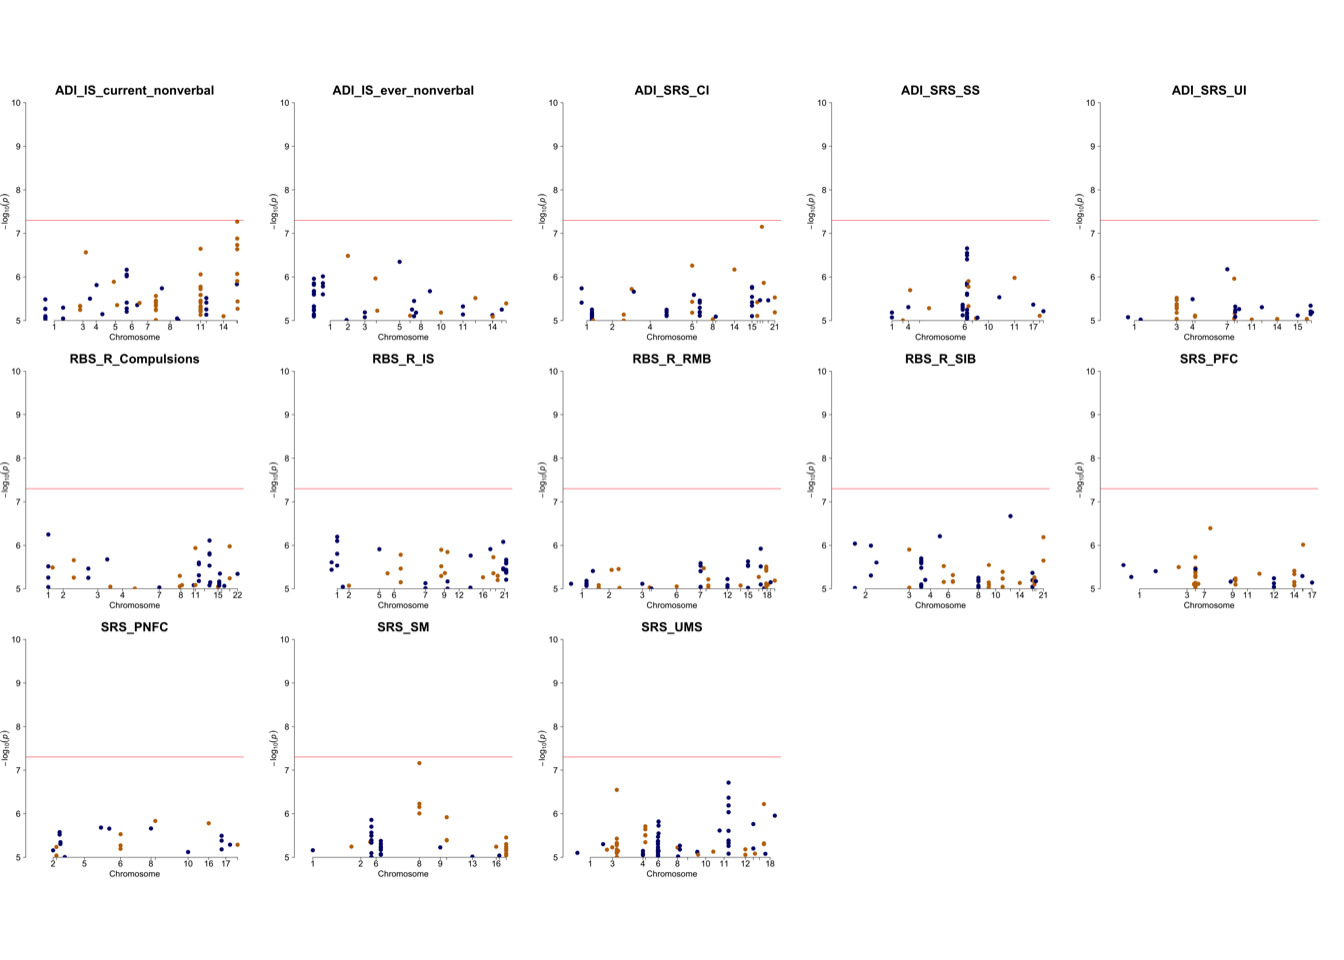 ADI_IS_current_nonverbal
ADI_IS_ever_nonverbal
ADI_SRS_CI
ADI_SRS_SS
ADI_SRS_UI
10
9
8
7
6
5
−log10(p)
1 2 3 4 5 6 7 8 11 14
Chromosome
10
9
8
7
6
5
−log10(p)
1 2 3 5 8 10 11 14
Chromosome
10
9
8
7
6
5
−log10(p)
1 2 4 5 8 14 15 17 21
Chromosome
10
9
8
7
6
5
−log10(p)
1 4 6 10 11 17
Chromosome
10
9
8
7
6
5
−log10(p)
1 3 4 7 11 14 15
Chromosome
RBS_R_Compulsions
RBS_R_IS
RBS_R_RMB
RBS_R_SIB
SRS_PFC
10
9
8
7
6
5
−log10(p)
1 2 3 4 8 11 15 22
Chromosome
10
9
8
7
6
5
−log10(p)
1 2 5 6 7 9 12 16 21
Chromosome
10
9
8
7
6
5
−log10(p)
1 2 3 6 7 12 15 18
Chromosome
10
9
8
7
6
5
−log10(p)
2 3 4 6 8 10 14 21
Chromosome
10
9
8
7
6
5
−log10(p)
1 3 7 9 11 12 14 17
Chromosome
SRS_PNFC
SRS_SM
SRS_UMS
10
9
8
7
6
5
−log10(p)
2 5 6 8 10 16 17
Chromosome
10
9
8
7
6
5
−log10(p)
1 2 6 8 9 13 16
Chromosome
10
9
8
7
6
5
−log10(p)
1 3 4 6 8 10 11 12 18
Chromosome